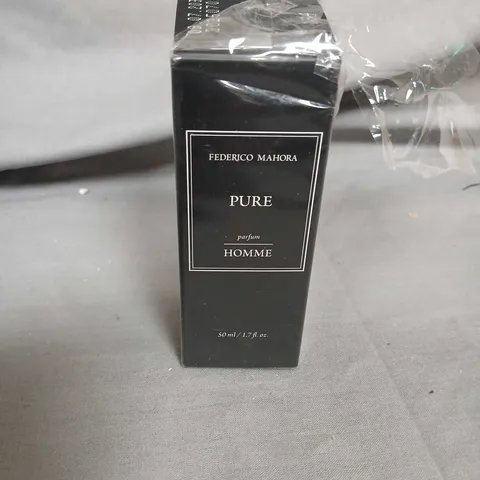 FEDERICO MAHORA
PURE
parfum
HOMME
50 ml / 1.7 fl. oz.